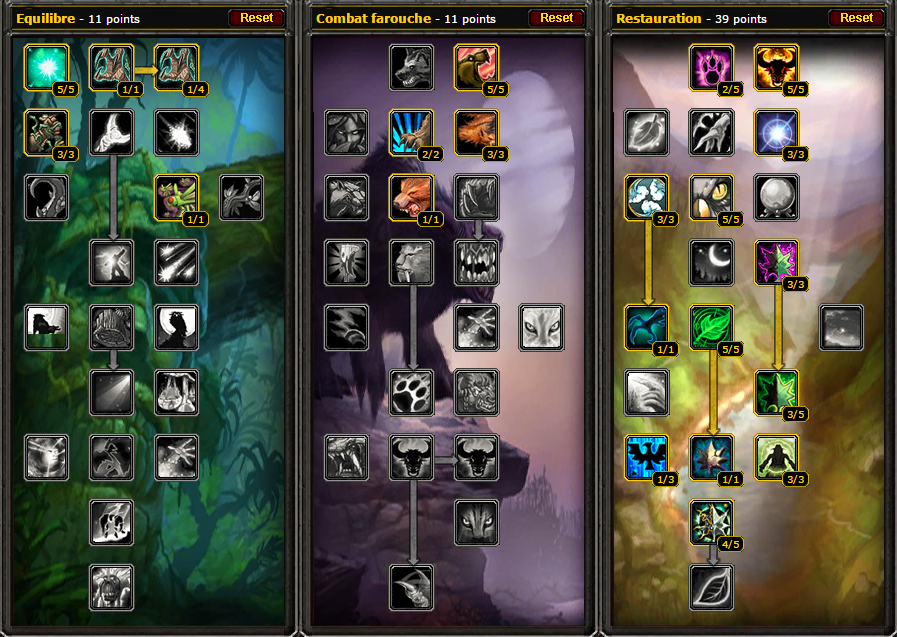 Equilibre - 11 points Reset Combat farouche - 11 points Reset Restauration - 39 points Reset
5/5 1/1 1/4 5/5 2/5 5/5
3/3 2/2 3/3 3/3
1/1 1/1 3/3 5/5
3/3
1/1 5/5
3/5
1/3 1/1 3/3
4/5